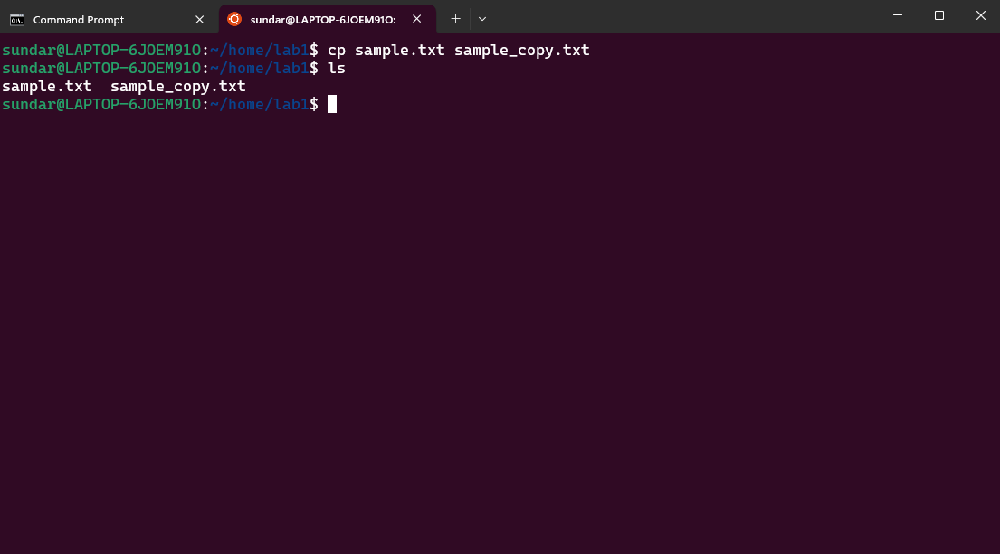 Command Prompt
sundar@LAPTOP-6JOEM91O:
sundar@LAPTOP-6JOEM91O:~/home/lab1$ cp sample.txt sample_copy.txt
sundar@LAPTOP-6JOEM91O:~/home/lab1$ ls
sample.txt  sample_copy.txt
sundar@LAPTOP-6JOEM91O:~/home/lab1$